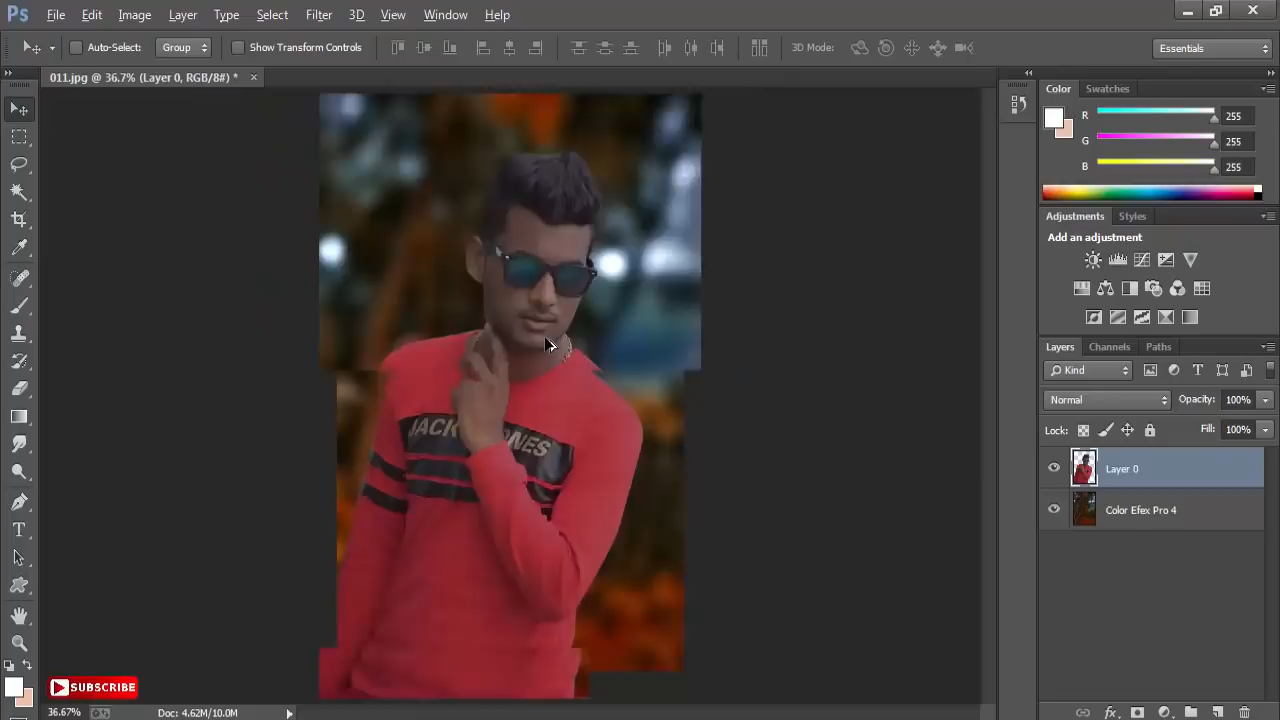 Ps File Edit Image Layer Type Select Filter 3D View Window Help
Auto-Select: Group Show Transform Controls 3D Mode: Essentials
011.jpg @ 36.7% (Layer 0, RGB/8#) * ×
Color Swatches
R 255
G 255
B 255
Adjustments Styles
Add an adjustment
Layers Channels Paths
Kind
Normal Opacity: 100%
Lock: Fill: 100%
Layer 0
Color Efex Pro 4
JACK JONES
SUBSCRIBE
36.67% Doc: 4.62M/10.0M